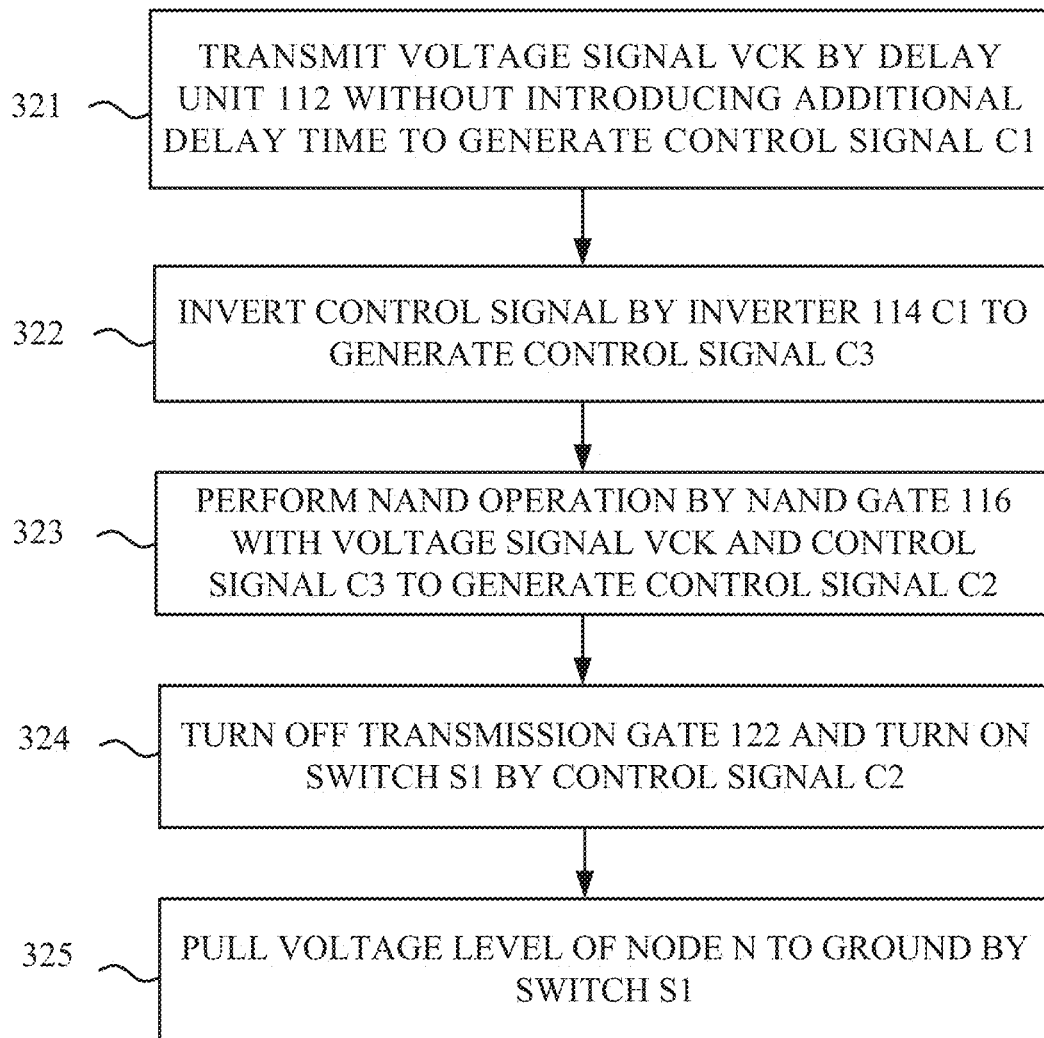 321
TRANSMIT VOLTAGE SIGNAL VCK BY DELAY
UNIT 112 WITHOUT INTRODUCING ADDITIONAL
DELAY TIME TO GENERATE CONTROL SIGNAL C1
322
INVERT CONTROL SIGNAL BY INVERTER 114 C1 TO
GENERATE CONTROL SIGNAL C3
323
PERFORM NAND OPERATION BY NAND GATE 116
WITH VOLTAGE SIGNAL VCK AND CONTROL
SIGNAL C3 TO GENERATE CONTROL SIGNAL C2
324
TURN OFF TRANSMISSION GATE 122 AND TURN ON
SWITCH S1 BY CONTROL SIGNAL C2
325
PULL VOLTAGE LEVEL OF NODE N TO GROUND BY
SWITCH S1